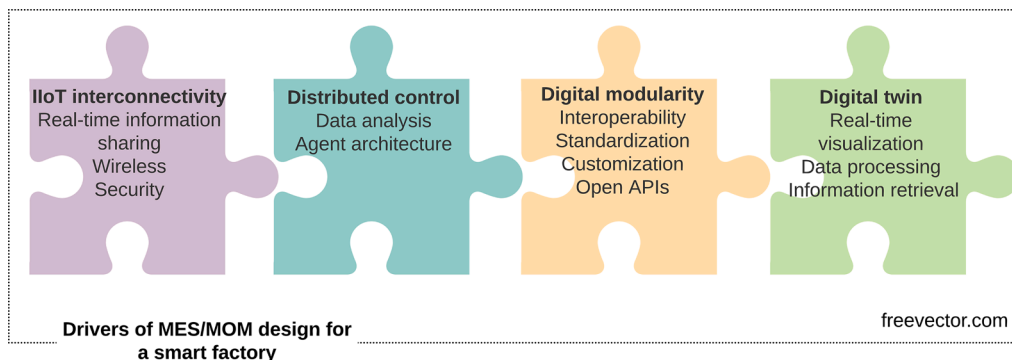 IIoT interconnectivity
Real-time information
sharing
Wireless
Security
Distributed control
Data analysis
Agent architecture
Digital modularity
Interoperability
Standardization
Customization
Open APIs
Digital twin
Real-time
visualization
Data processing
Information retrieval
freevector.com
Drivers of MES/MOM design for
a smart factory